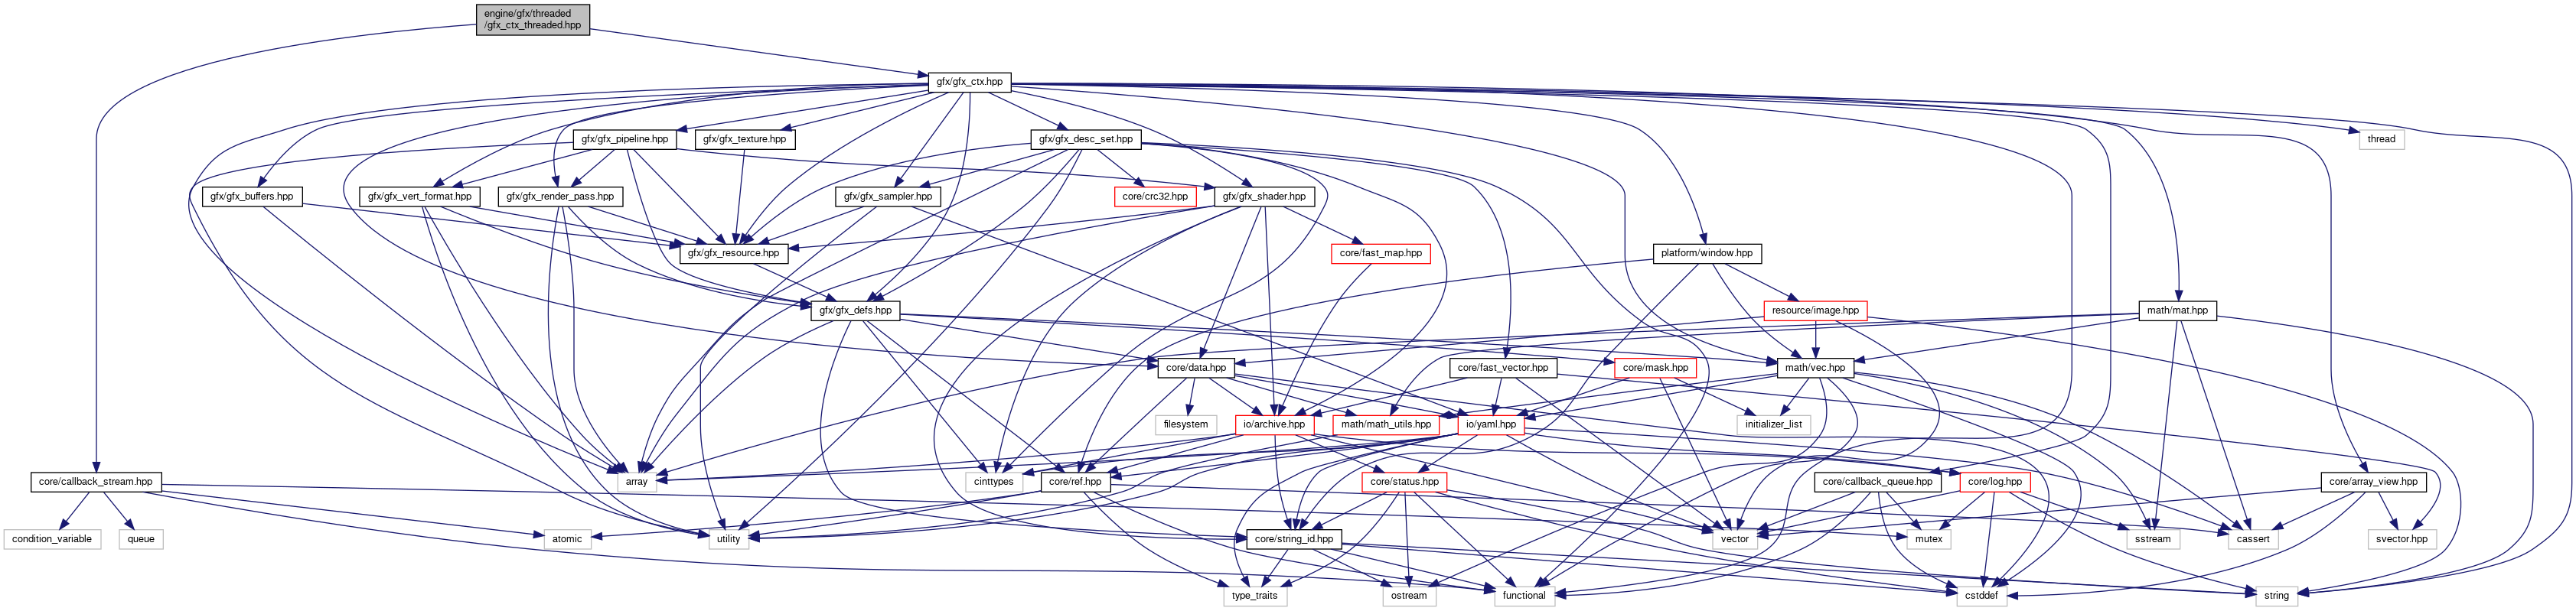 engine/gfx/threaded
/gfx_ctx_threaded.hpp
gfx/gfx_ctx.hpp
gfx/gfx_pipeline.hpp
gfx/gfx_texture.hpp
gfx/gfx_desc_set.hpp
thread
gfx/gfx_buffers.hpp
gfx/gfx_vert_format.hpp
gfx/gfx_render_pass.hpp
gfx/gfx_sampler.hpp
core/crc32.hpp
gfx/gfx_shader.hpp
gfx/gfx_resource.hpp
core/fast_map.hpp
platform/window.hpp
gfx/gfx_defs.hpp
resource/image.hpp
math/mat.hpp
core/data.hpp
core/fast_vector.hpp
core/mask.hpp
math/vec.hpp
filesystem
io/archive.hpp
math/math_utils.hpp
io/yaml.hpp
initializer_list
core/callback_stream.hpp
array
cinttypes
core/ref.hpp
core/status.hpp
core/callback_queue.hpp
core/log.hpp
core/array_view.hpp
condition_variable
queue
atomic
utility
core/string_id.hpp
vector
mutex
sstream
cassert
svector.hpp
type_traits
ostream
functional
cstddef
string